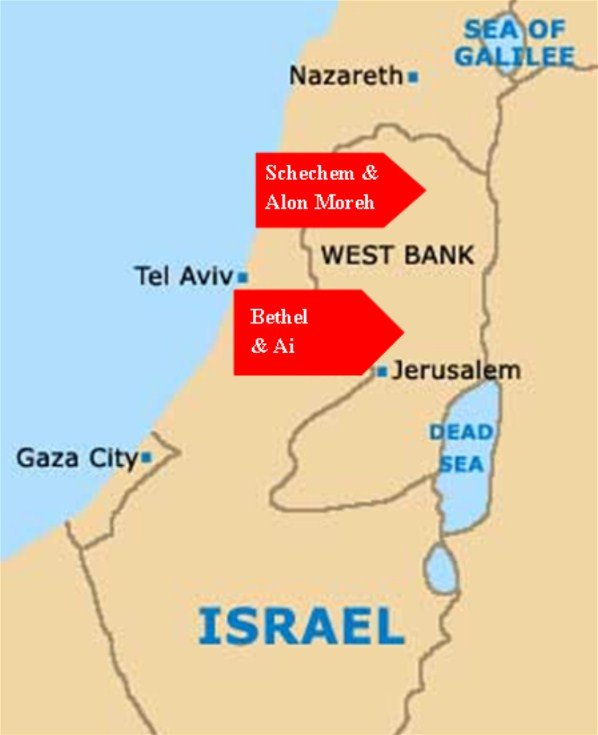 SEA OF
GALILEE
Nazareth
Schechem &
Alon Moreh
WEST BANK
Tel Aviv
Bethel
& Ai
Jerusalem
DEAD
SEA
Gaza City
ISRAEL